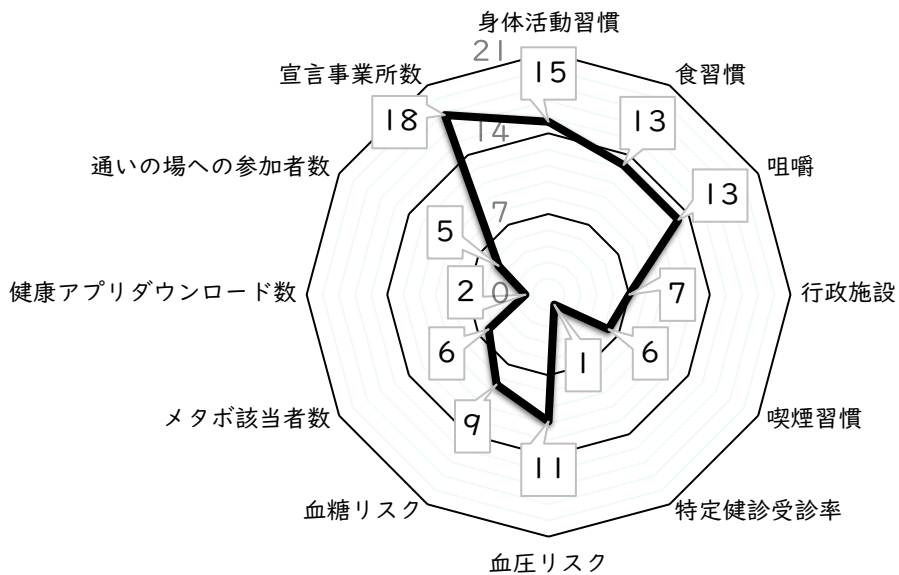 身体活動習慣
21
宣言事業所数
食習慣
15
18
13
14
通いの場への参加者数
咀嚼
13
7
5
健康アプリダウンロード数
2
0
7
行政施設
6
1
6
メタボ該当者数
9
喫煙習慣
11
血糖リスク
特定健診受診率
血圧リスク